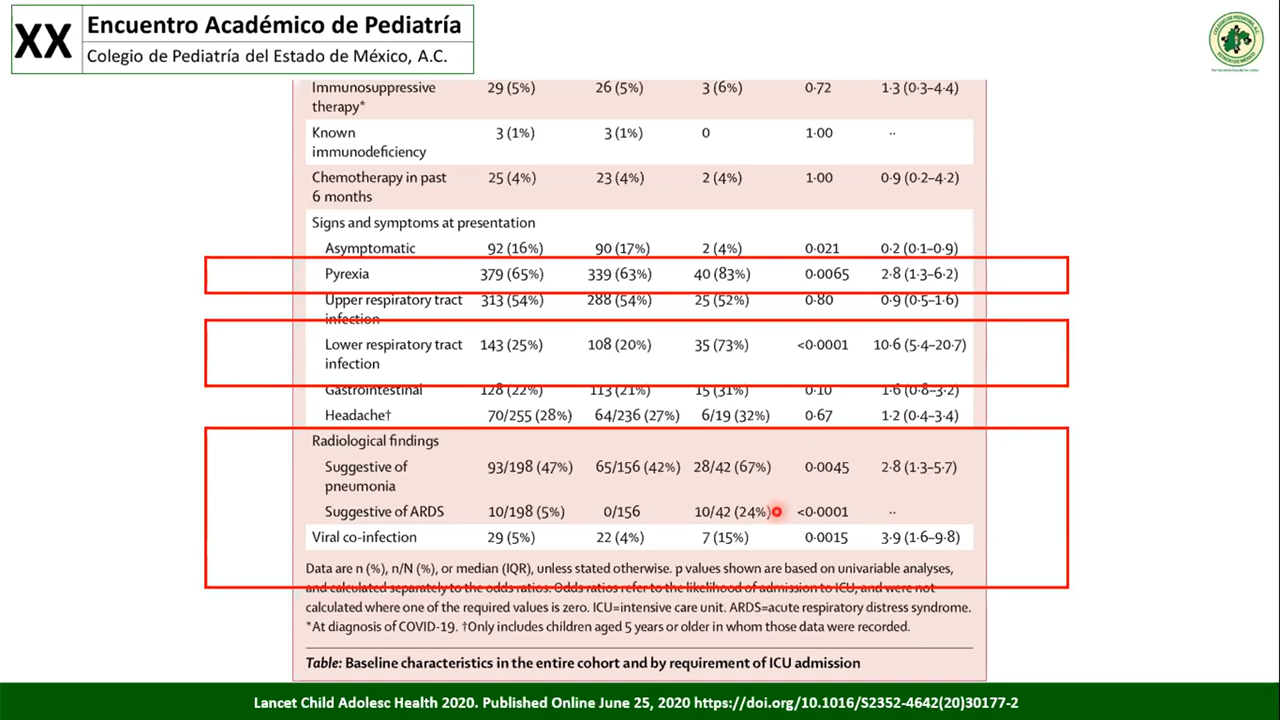 XX
Encuentro Académico de Pediatría
Colegio de Pediatría del Estado de México, A.C.
Immunosuppressive therapy* 29 (5%) 26 (5%) 3 (6%) 0·72 1·3 (0·3–4·4)
Known immunodeficiency 3 (1%) 3 (1%) 0 1·00 ··
Chemotherapy in past 6 months 25 (4%) 23 (4%) 2 (4%) 1·00 0·9 (0·2–4·2)
Signs and symptoms at presentation
Asymptomatic 92 (16%) 90 (17%) 2 (4%) 0·021 0·2 (0·1–0·9)
Pyrexia 379 (65%) 339 (63%) 40 (83%) 0·0065 2·8 (1·3–6·2)
Upper respiratory tract infection 313 (54%) 288 (54%) 25 (52%) 0·80 0·9 (0·5–1·6)
Lower respiratory tract infection 143 (25%) 108 (20%) 35 (73%) <0·0001 10·6 (5·4–20·7)
Gastrointestinal 128 (22%) 113 (21%) 15 (31%) 0·10 1·6 (0·8–3·2)
Headache† 70/255 (28%) 64/236 (27%) 6/19 (32%) 0·67 1·2 (0·4–3·4)
Radiological findings
Suggestive of pneumonia 93/198 (47%) 65/156 (42%) 28/42 (67%) 0·0045 2·8 (1·3–5·7)
Suggestive of ARDS 10/198 (5%) 0/156 10/42 (24%) <0·0001 ··
Viral co-infection 29 (5%) 22 (4%) 7 (15%) 0·0015 3·9 (1·6–9·8)
Data are n (%), n/N (%), or median (IQR), unless stated otherwise. p values shown are based on univariable analyses,
and calculated separately to the odds ratios. Odds ratios refer to the likelihood of admission to ICU, and were not
calculated where one of the required values is zero. ICU=intensive care unit. ARDS=acute respiratory distress syndrome.
*At diagnosis of COVID-19. †Only includes children aged 5 years or older in whom those data were recorded.
Table: Baseline characteristics in the entire cohort and by requirement of ICU admission
Lancet Child Adolesc Health 2020. Published Online June 25, 2020 https://doi.org/10.1016/S2352-4642(20)30177-2